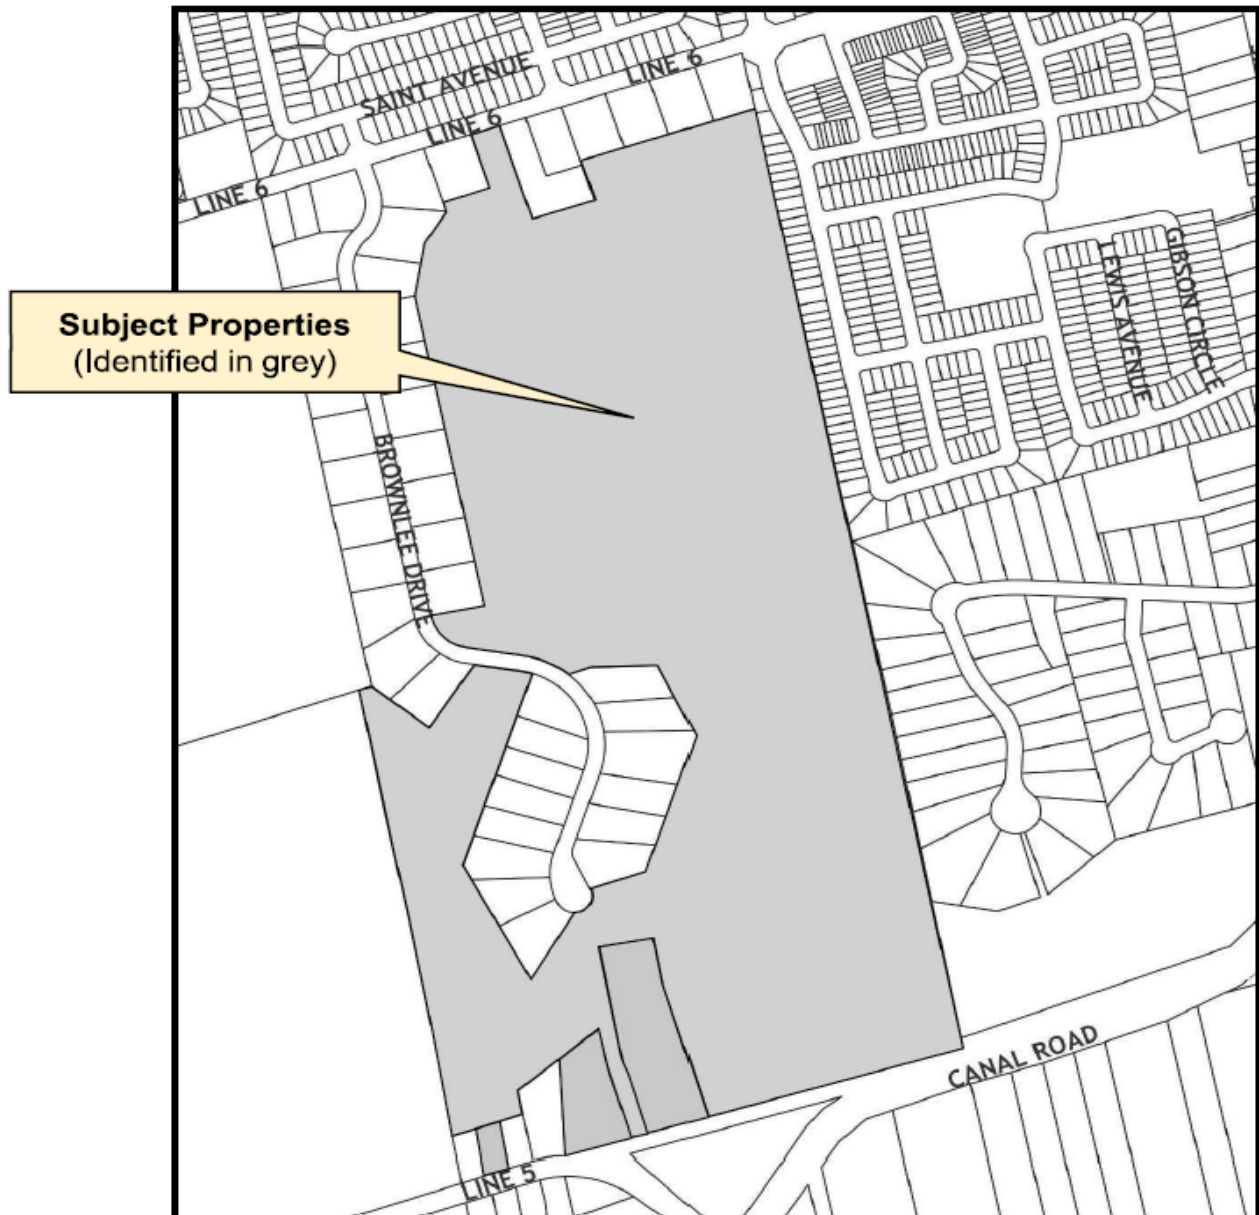 SAINT AVENUE
LINE 6
LINE 6
LINE 6
GIBSON CIRCLE
LEWIS AVENUE
Subject Properties
(Identified in grey)
BROWNLEE DRIVE
CANAL ROAD
LINE 5